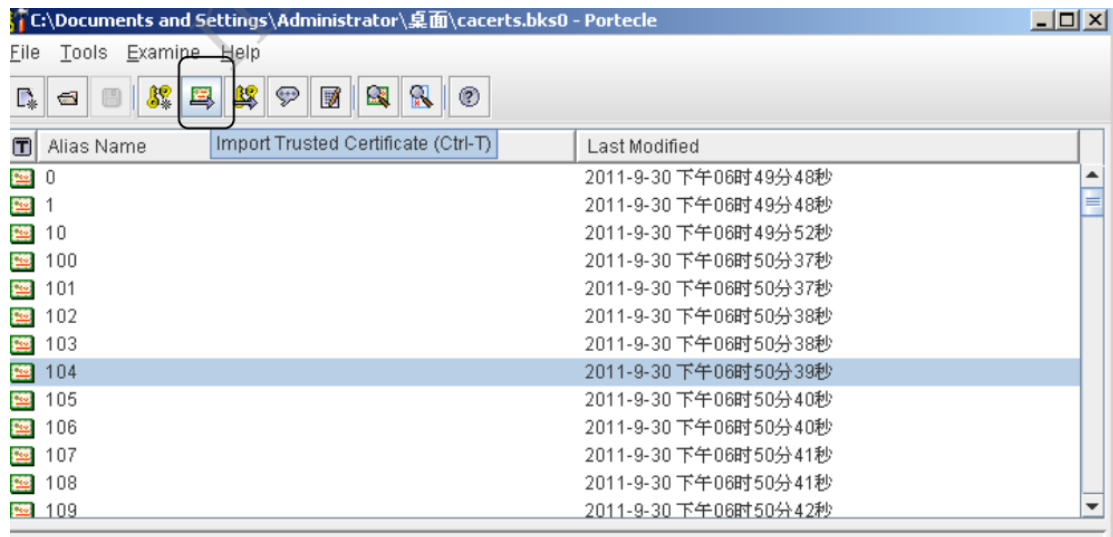 C:\Documents and Settings\Administrator\桌面\cacerts.bks0 - Portecle
File Tools Examine Help
Import Trusted Certificate (Ctrl-T)
T Alias Name Last Modified
0 2011-9-30 下午06时49分48秒
1 2011-9-30 下午06时49分48秒
10 2011-9-30 下午06时49分52秒
100 2011-9-30 下午06时50分37秒
101 2011-9-30 下午06时50分37秒
102 2011-9-30 下午06时50分38秒
103 2011-9-30 下午06时50分38秒
104 2011-9-30 下午06时50分39秒
105 2011-9-30 下午06时50分40秒
106 2011-9-30 下午06时50分40秒
107 2011-9-30 下午06时50分41秒
108 2011-9-30 下午06时50分41秒
109 2011-9-30 下午06时50分42秒